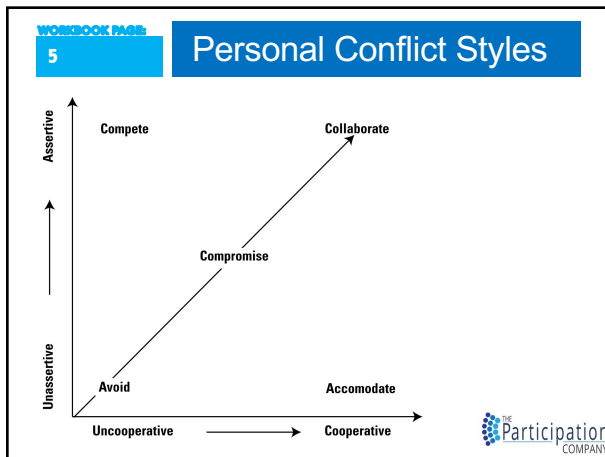 WORKBOOK PAGE:
5
Personal Conflict Styles
Assertive
Unassertive
Compete
Collaborate
Compromise
Avoid
Accomodate
Uncooperative
Cooperative
THE
Participation
COMPANY